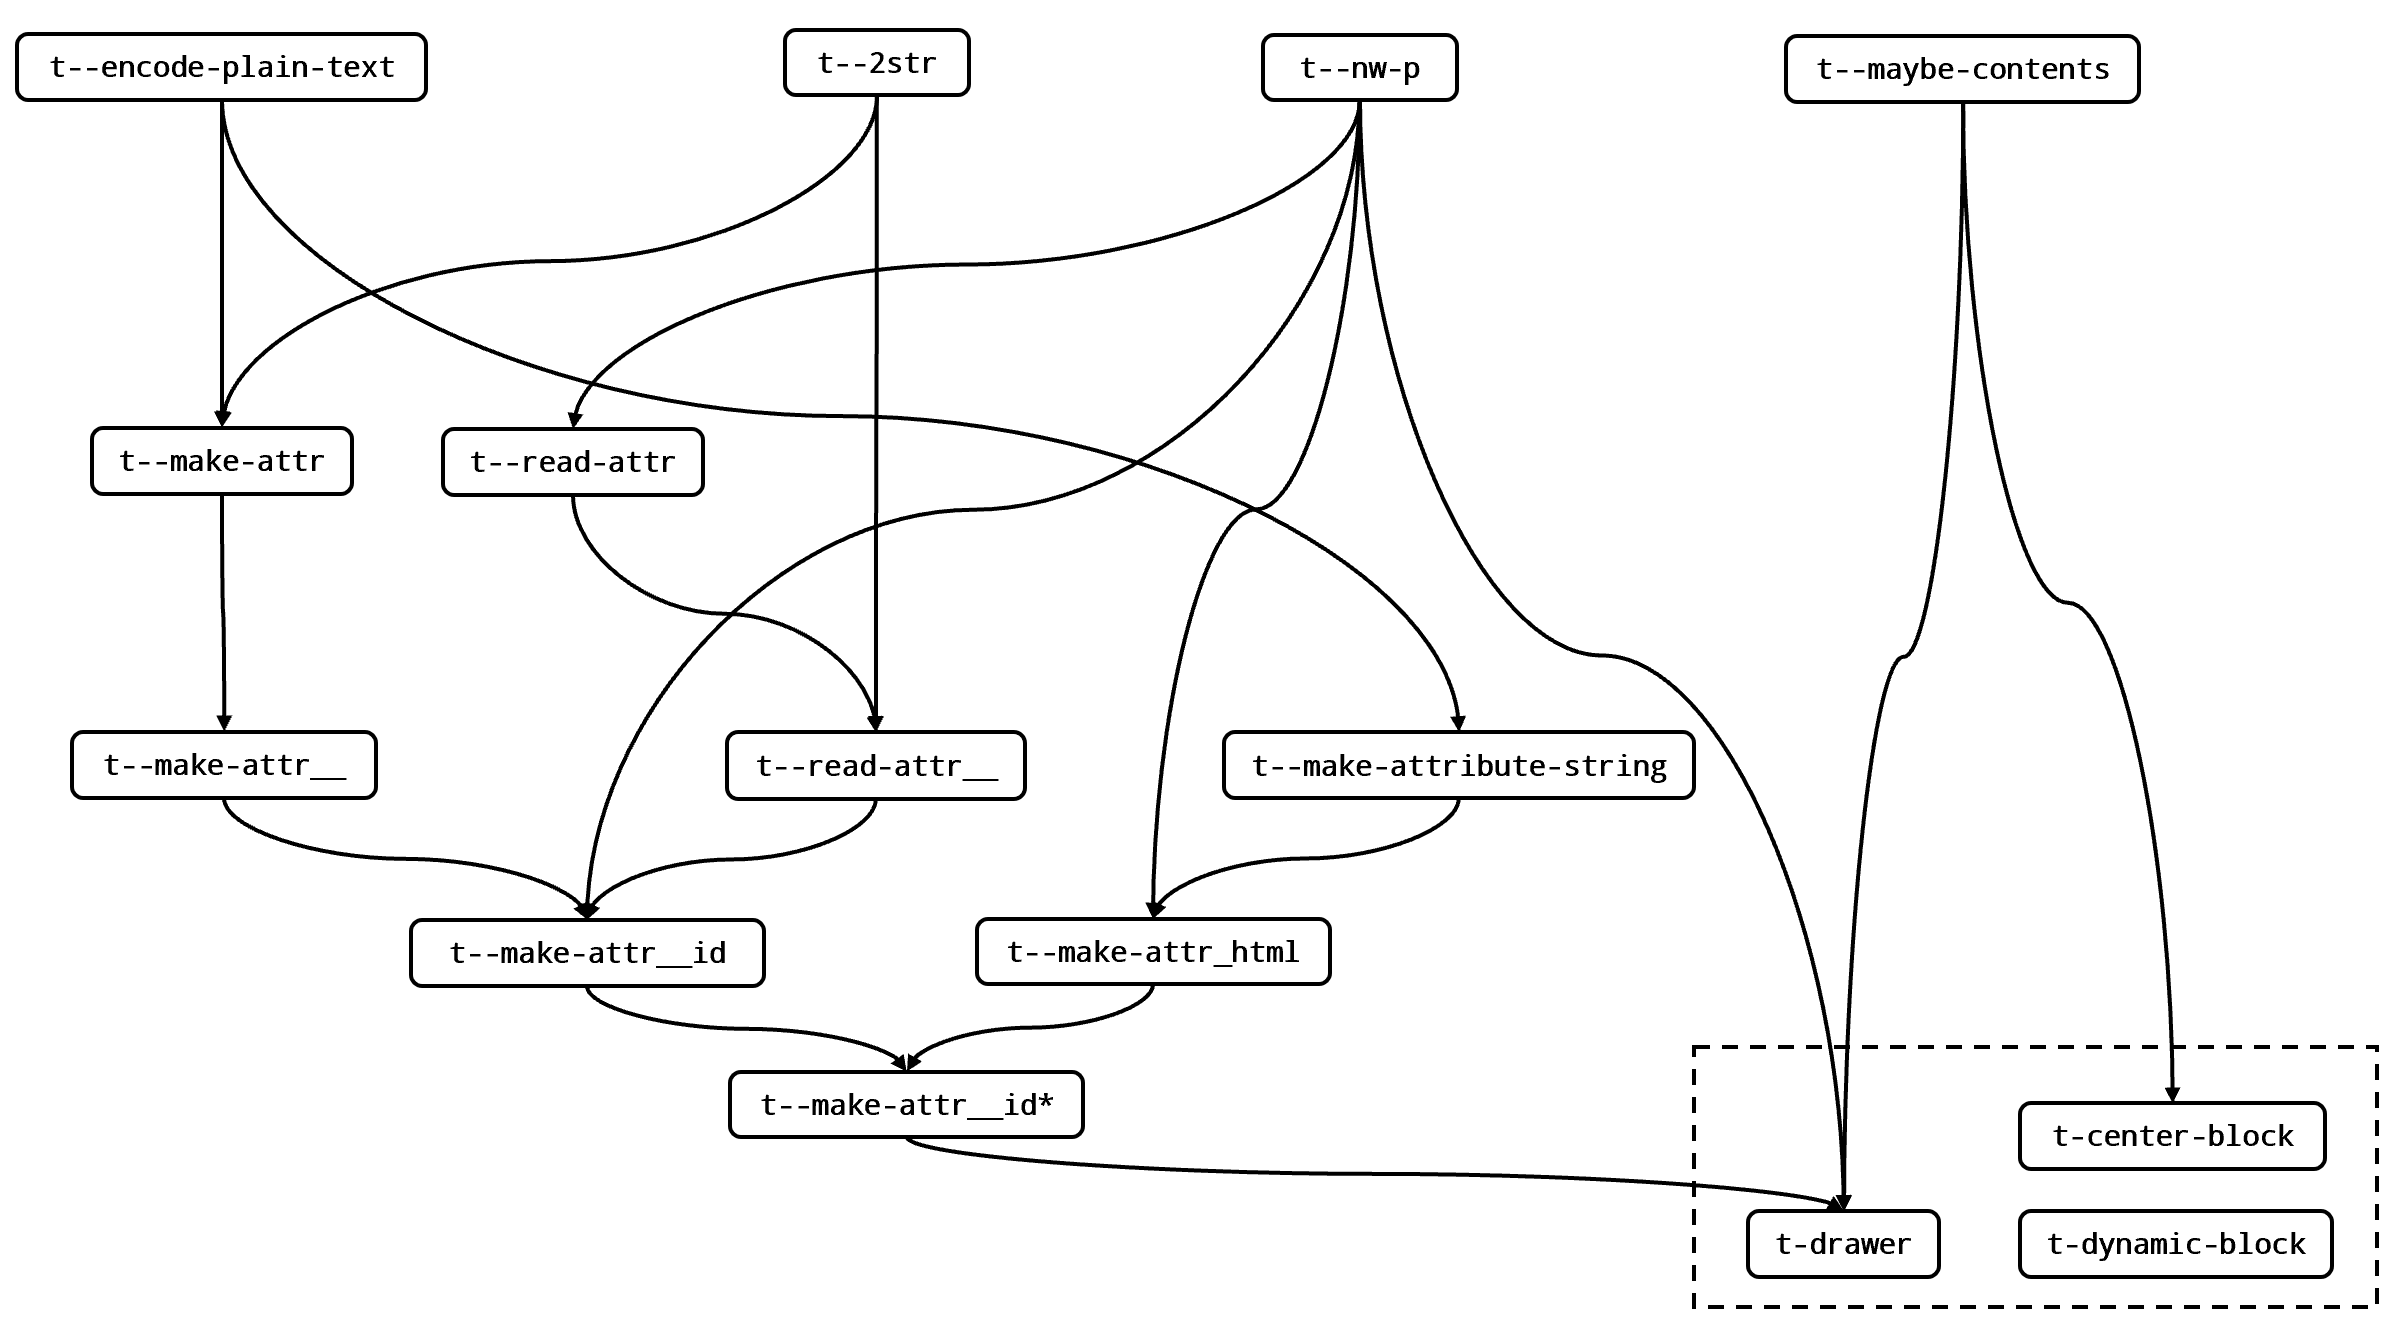 t--encode-plain-text
t--2str
t--nw-p
t--maybe-contents
t--make-attr
t--read-attr
t--make-attr__
t--read-attr__
t--make-attribute-string
t--make-attr__id
t--make-attr_html
t--make-attr__id*
t-center-block
t-drawer
t-dynamic-block